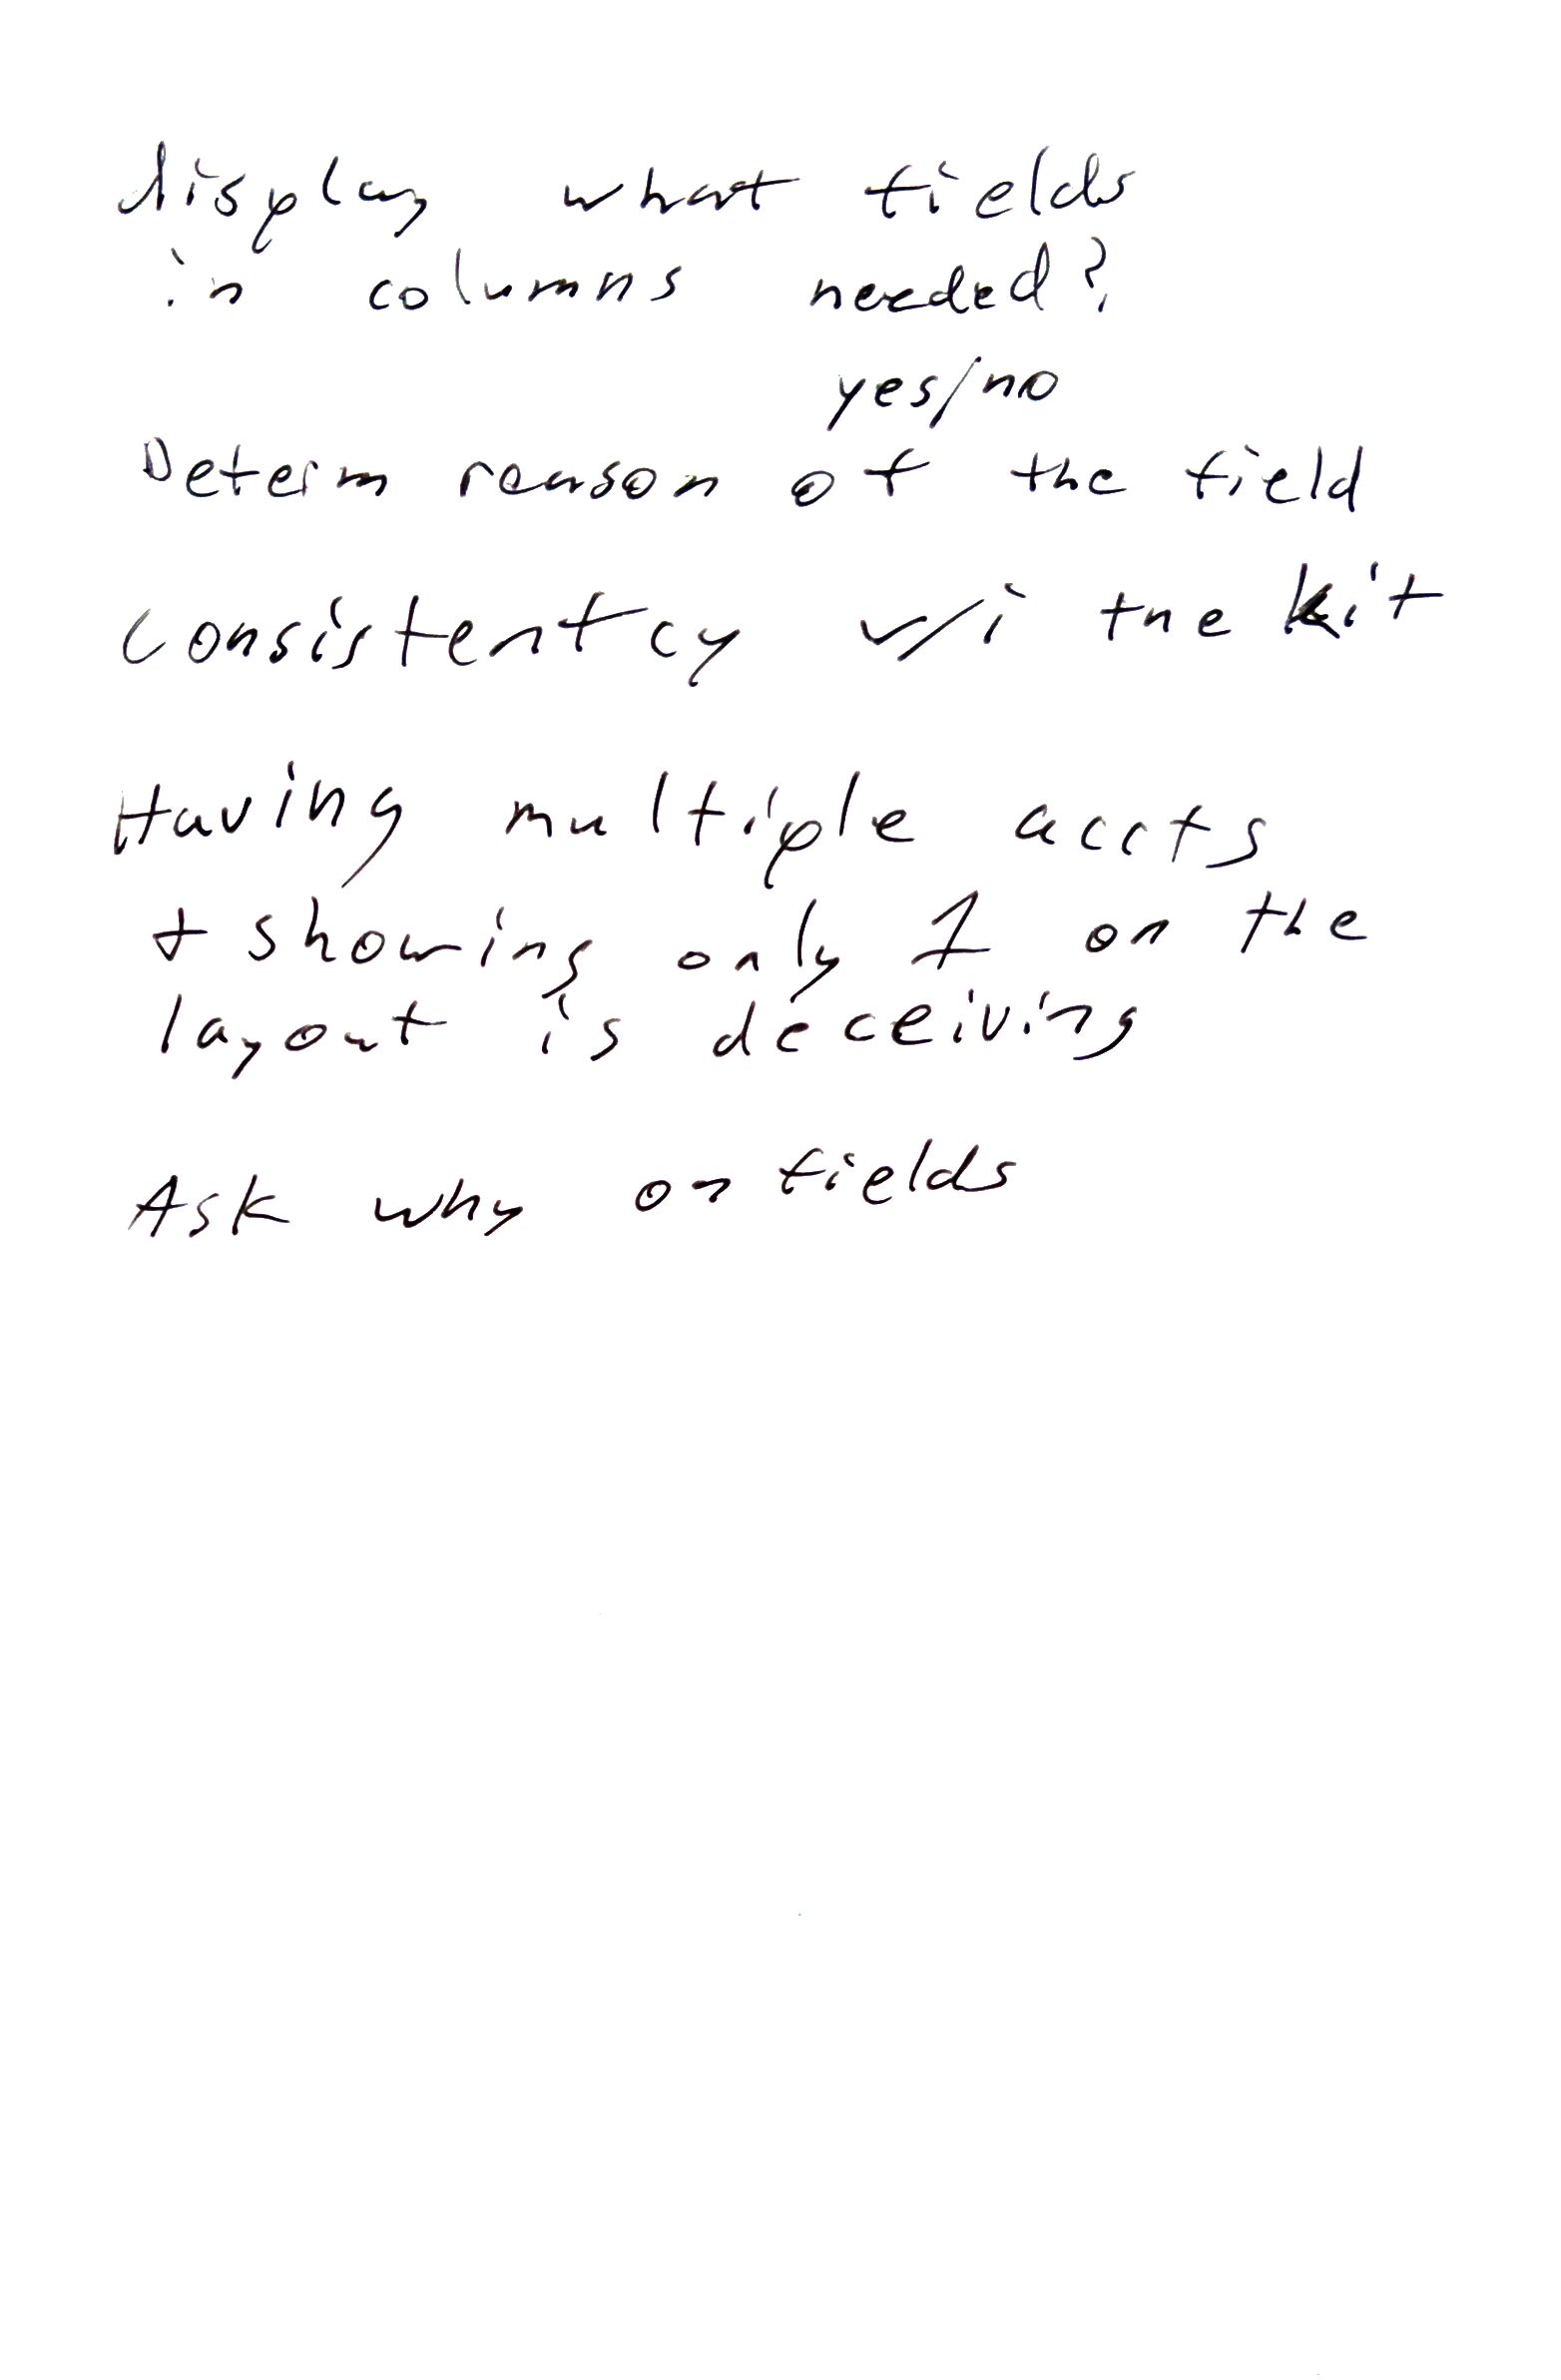 display what fields
in columns needed?
yes/no
Determ reason of the field
Consistentcy w/i the kit
Having multiple accts
+ showing only 1 on the
layout is deceiving
Ask why on fields